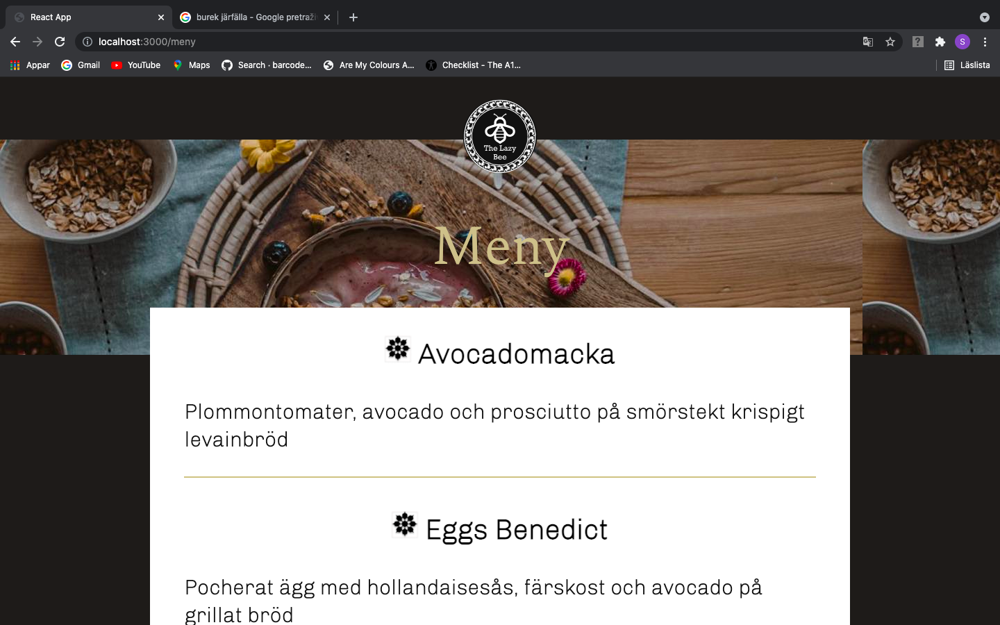 React App
burek järfälla - Google pretraži
localhost:3000/meny
S
Appar
Gmail
YouTube
Maps
Search · barcode...
Are My Colours A...
Checklist - The A1...
Läslista
The Lazy
Bee
Meny
Avocadomacka
Plommontomater, avocado och prosciutto på smörstekt krispigt
levainbröd
Eggs Benedict
Pocherat ägg med hollandaisesås, färskost och avocado på
grillat bröd